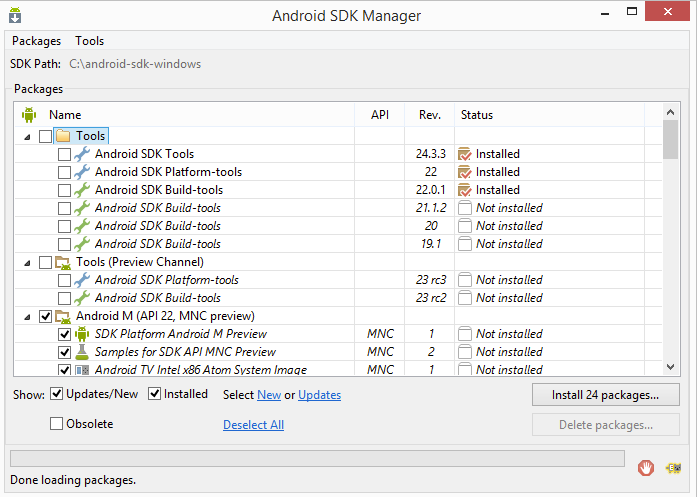 Android SDK Manager
Packages Tools
SDK Path: C:\android-sdk-windows
Packages
Name API Rev. Status
Tools
Android SDK Tools 24.3.3 Installed
Android SDK Platform-tools 22 Installed
Android SDK Build-tools 22.0.1 Installed
Android SDK Build-tools 21.1.2 Not installed
Android SDK Build-tools 20 Not installed
Android SDK Build-tools 19.1 Not installed
Tools (Preview Channel)
Android SDK Platform-tools 23 rc3 Not installed
Android SDK Build-tools 23 rc2 Not installed
Android M (API 22, MNC preview)
SDK Platform Android M Preview MNC 1 Not installed
Samples for SDK API MNC Preview MNC 2 Not installed
Android TV Intel x86 Atom System Image MNC 1 Not installed
Show: Updates/New Installed Select New or Updates Install 24 packages...
Obsolete Deselect All Delete packages...
Done loading packages.